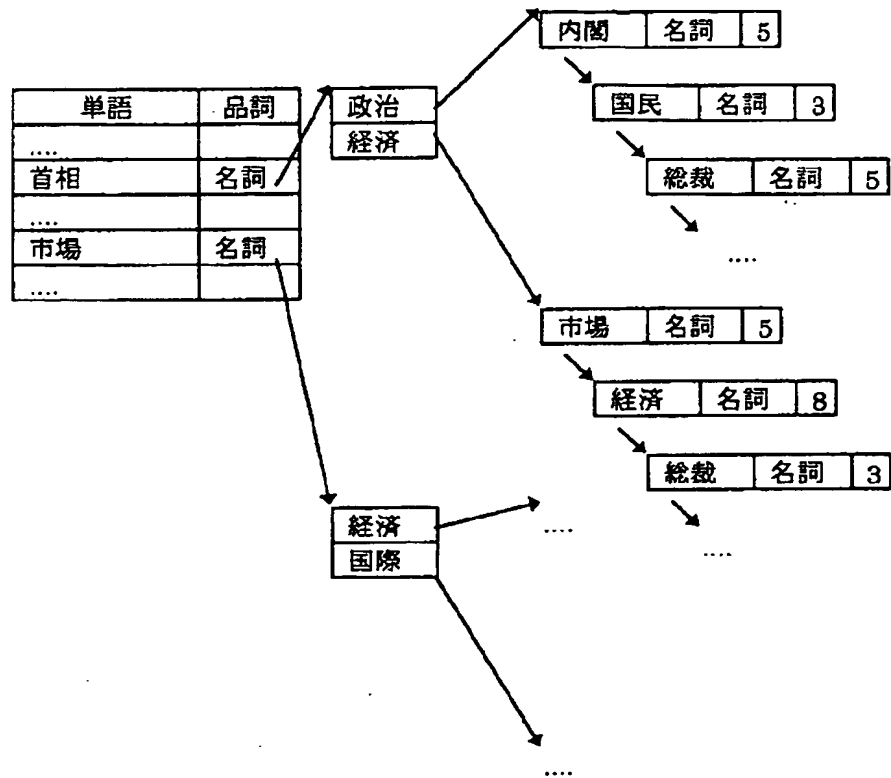 単語 品詞
....
首相 名詞
....
市場 名詞
....
政治
経済
内閣 名詞 5
国民 名詞 3
総裁 名詞 5
....
市場 名詞 5
経済 名詞 8
総裁 名詞 3
....
経済
国際
....
....